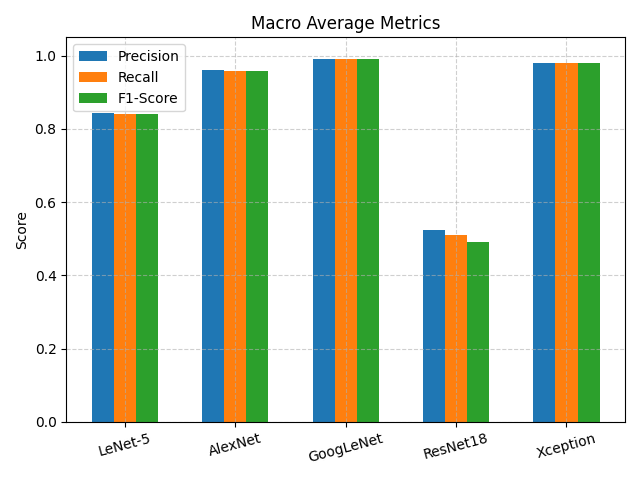 Macro Average Metrics
Precision
Recall
F1-Score
Score
1.0
0.8
0.6
0.4
0.2
0.0
LeNet-5
AlexNet
GoogLeNet
ResNet18
Xception